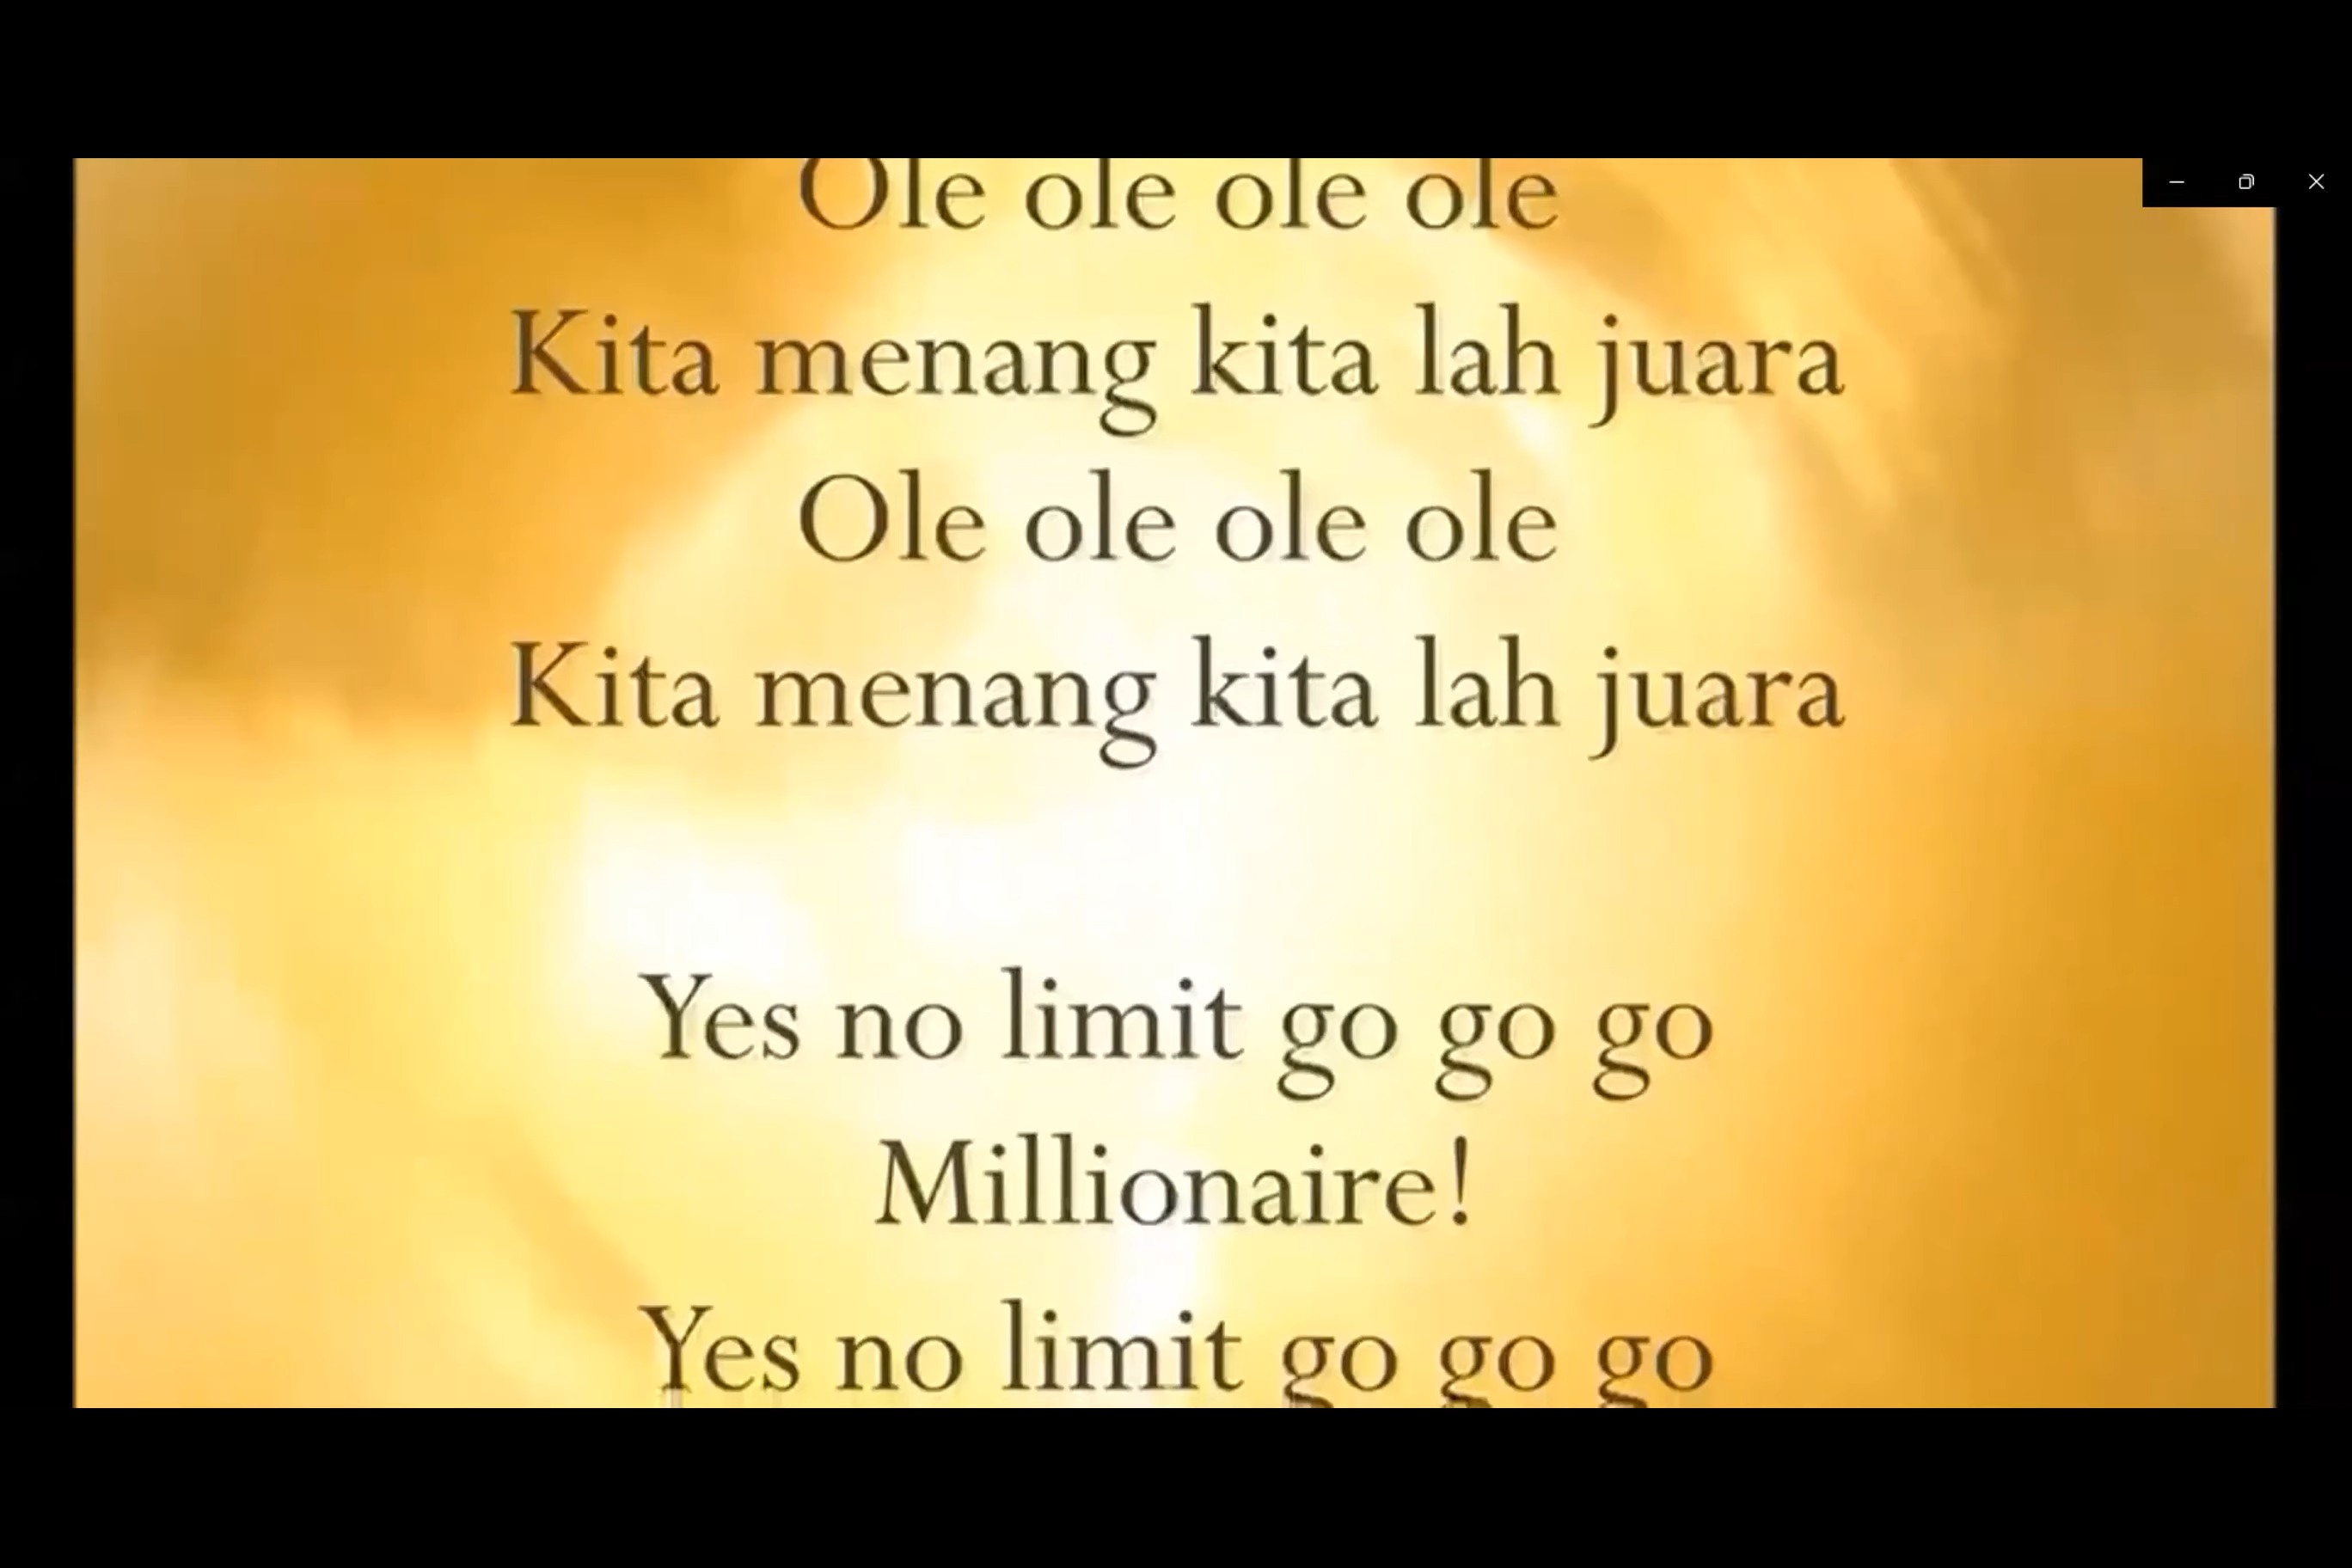 Ole ole ole ole
Kita menang kita lah juara
Ole ole ole ole
Kita menang kita lah juara
Yes no limit go go go
Millionaire!
Yes no limit go go go